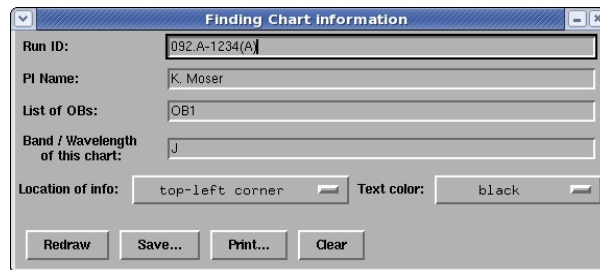 Finding Chart information
Run ID: 092.A-1234(A)
PI Name: K. Moser
List of OBs: OB1
Band / Wavelength
of this chart: J
Location of info: top-left corner Text color: black
Redraw Save... Print... Clear